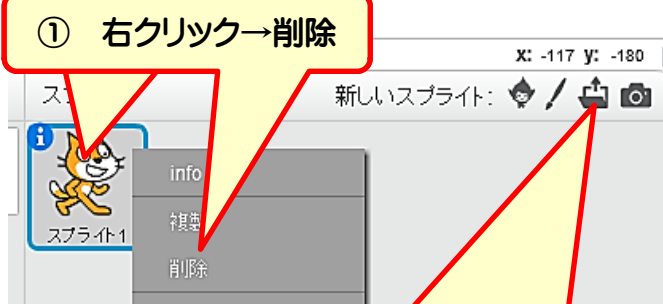 ① 右クリック→削除
X: -117 y: -180
新しいスプライト:
info
削除
スプライト1